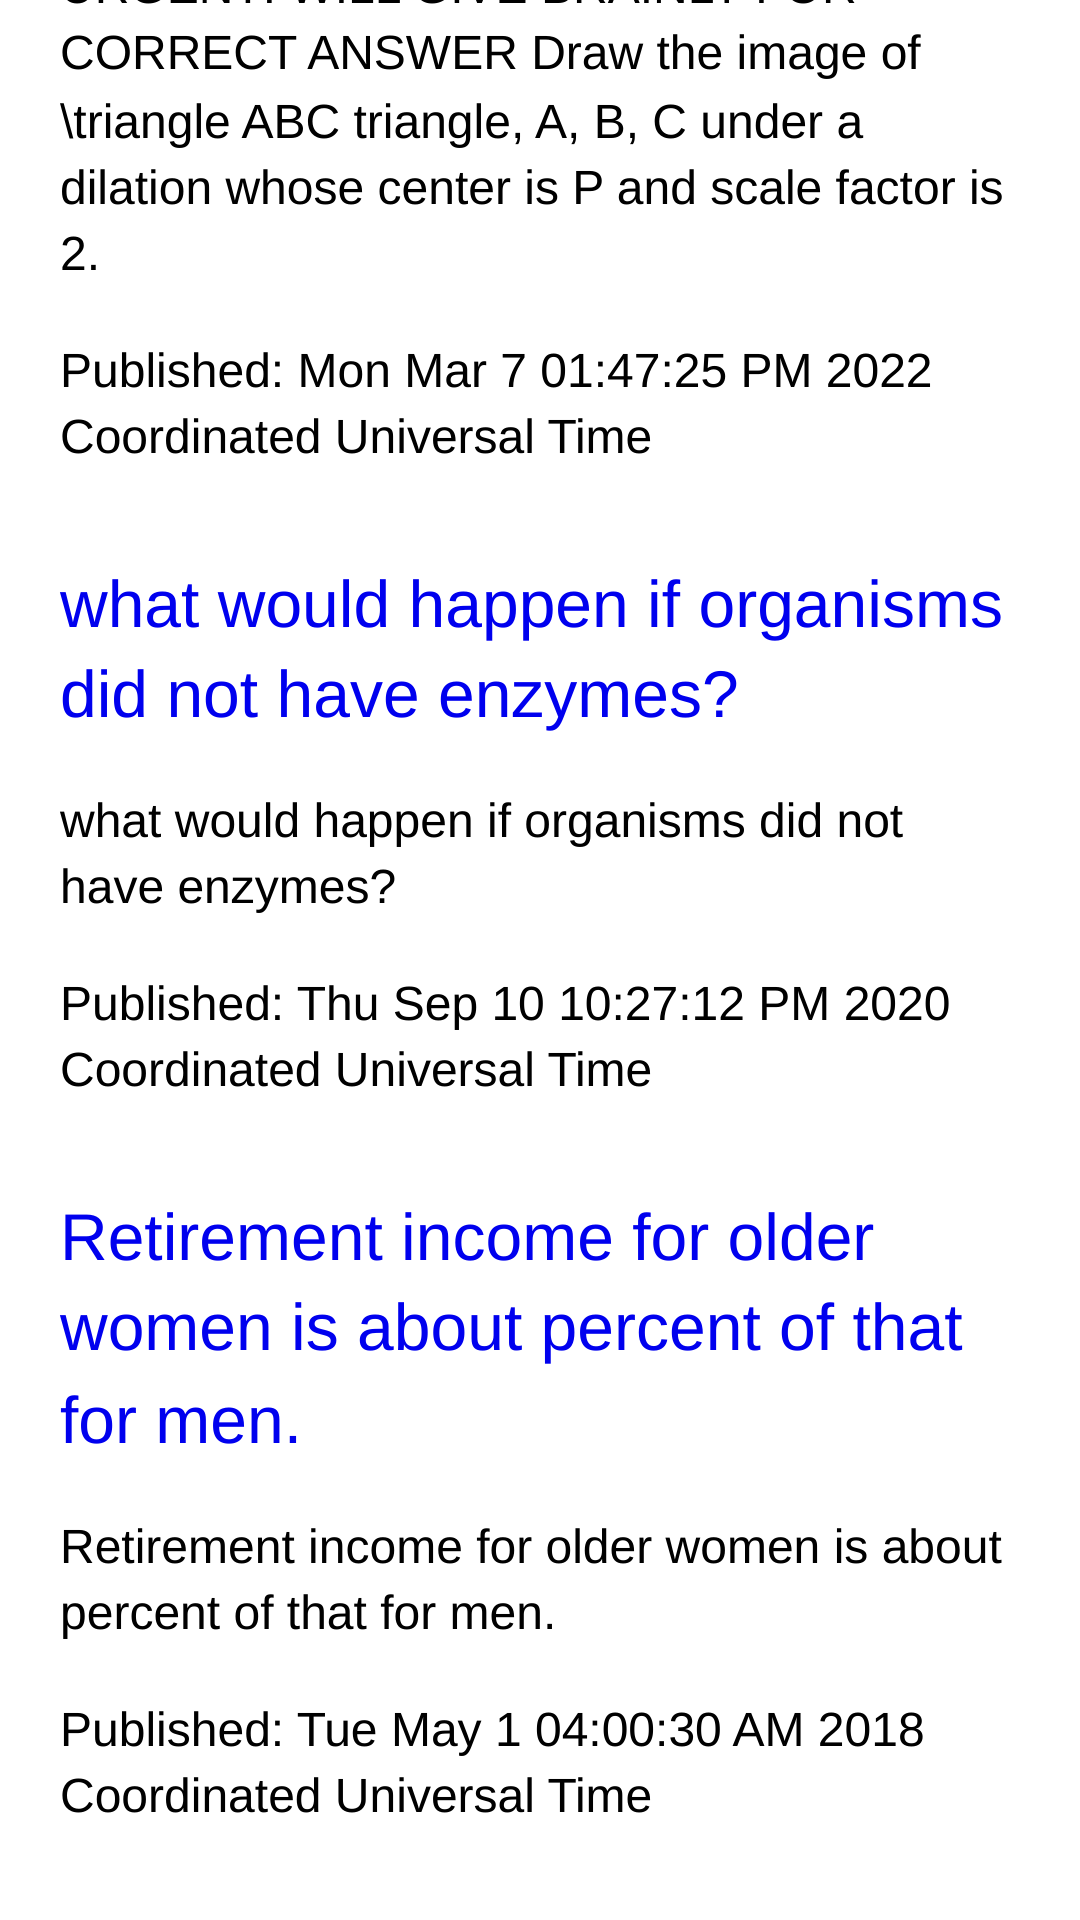 URGENT! WILL GIVE BRAINLY FOR
CORRECT ANSWER Draw the image of
\triangle ABC triangle, A, B, C under a
dilation whose center is P and scale factor is
2.
Published: Mon Mar 7 01:47:25 PM 2022
Coordinated Universal Time
what would happen if organisms
did not have enzymes?
what would happen if organisms did not
have enzymes?
Published: Thu Sep 10 10:27:12 PM 2020
Coordinated Universal Time
Retirement income for older
women is about percent of that
for men.
Retirement income for older women is about
percent of that for men.
Published: Tue May 1 04:00:30 AM 2018
Coordinated Universal Time